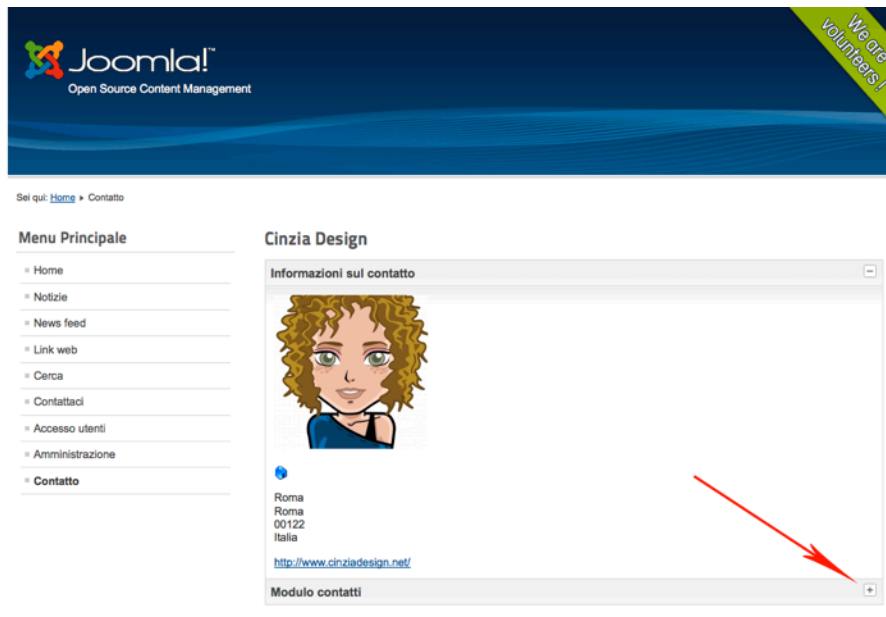 Joomla!™
Open Source Content Management
We are
volunteers!
Sei qui: Home ▸ Contatto
Menu Principale
Home
Notizie
News feed
Link web
Cerca
Contattaci
Accesso utenti
Amministrazione
Contatto
Cinzia Design
Informazioni sul contatto
Roma
Roma
00122
Italia
http://www.cinziadesign.net/
Modulo contatti